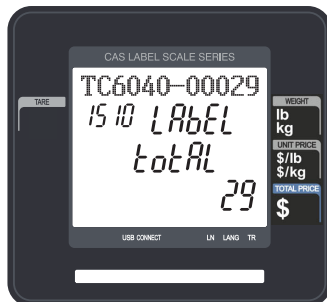 CAS LABEL SCALE SERIES
TC6040-00029
1510 LAbEL
totAL
29
TARE
WEIGHT
lb
kg
UNIT PRICE
$/lb
$/kg
TOTAL PRICE
$
USB CONNECT LN LANG TR